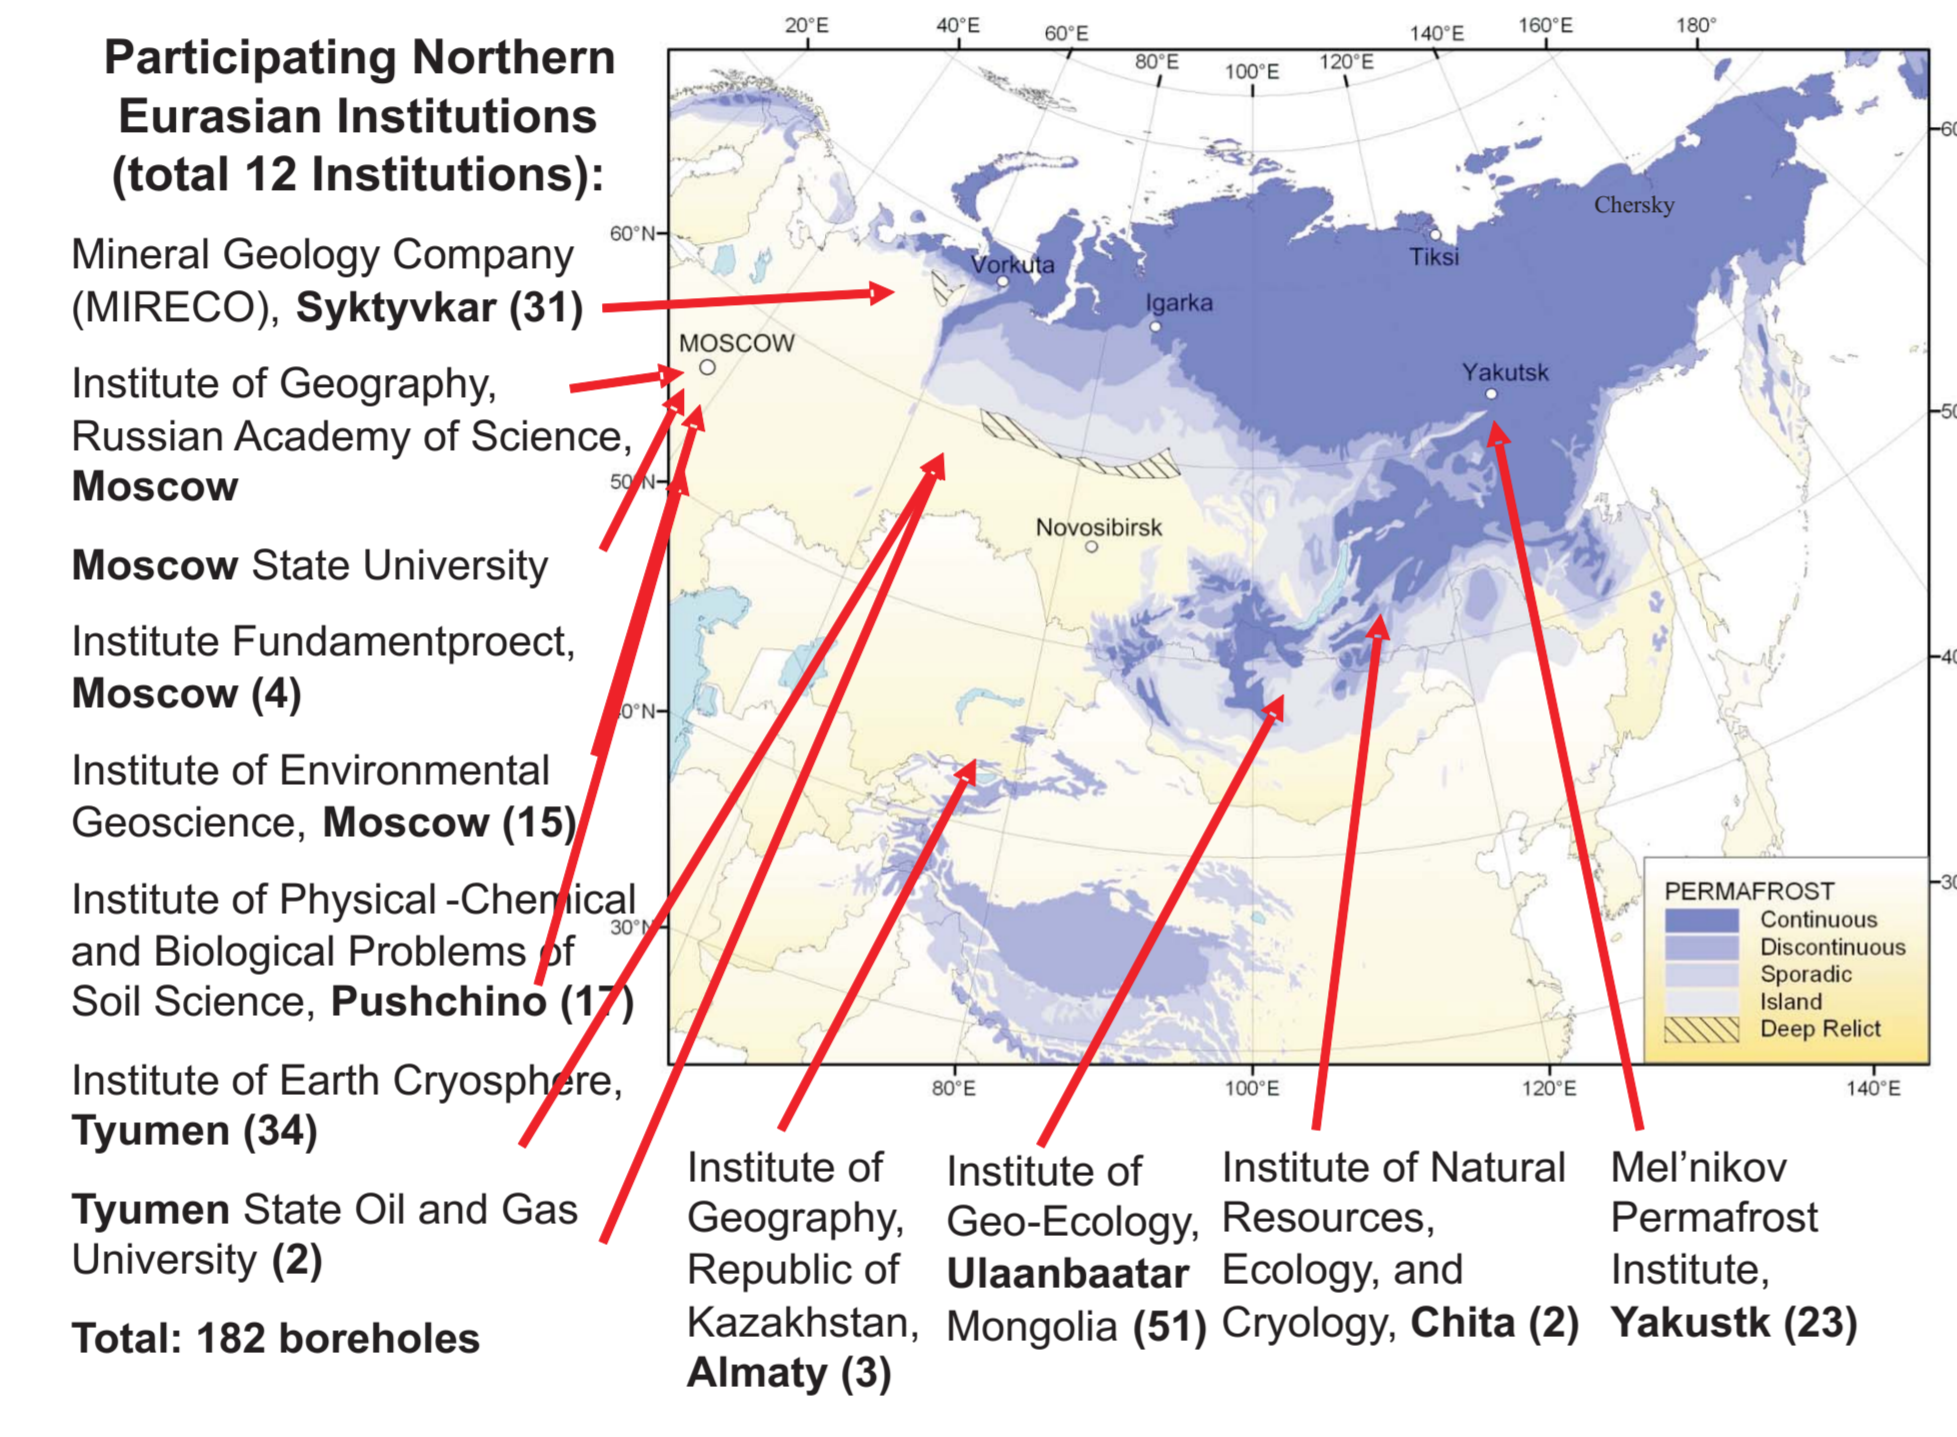 Participating Northern
Eurasian Institutions
(total 12 Institutions):
Mineral Geology Company
(MIRECO), Syktyvkar (31)
Institute of Geography,
Russian Academy of Science,
Moscow
Moscow State University
Institute Fundamentproect,
Moscow (4)
Institute of Environmental
Geoscience, Moscow (15)
Institute of Physical -Chemical
and Biological Problems of
Soil Science, Pushchino (17)
Institute of Earth Cryosphere,
Tyumen (34)
Tyumen State Oil and Gas
University (2)
Total: 182 boreholes
20°E 40°E 60°E 80°E 100°E 120°E 140°E 160°E 180°
60°N
50°N
40°N
30°N
60
50
40
30
Chersky
Tiksi
Vorkuta
Igarka
MOSCOW
Yakutsk
Novosibirsk
PERMAFROST
Continuous
Discontinuous
Sporadic
Island
Deep Relict
80°E 100°E 120°E 140°E
Institute of
Geography,
Republic of
Kazakhstan,
Almaty (3)
Institute of
Geo-Ecology,
Ulaanbaatar
Mongolia (51)
Institute of Natural
Resources,
Ecology, and
Cryology, Chita (2)
Mel’nikov
Permafrost
Institute,
Yakustk (23)